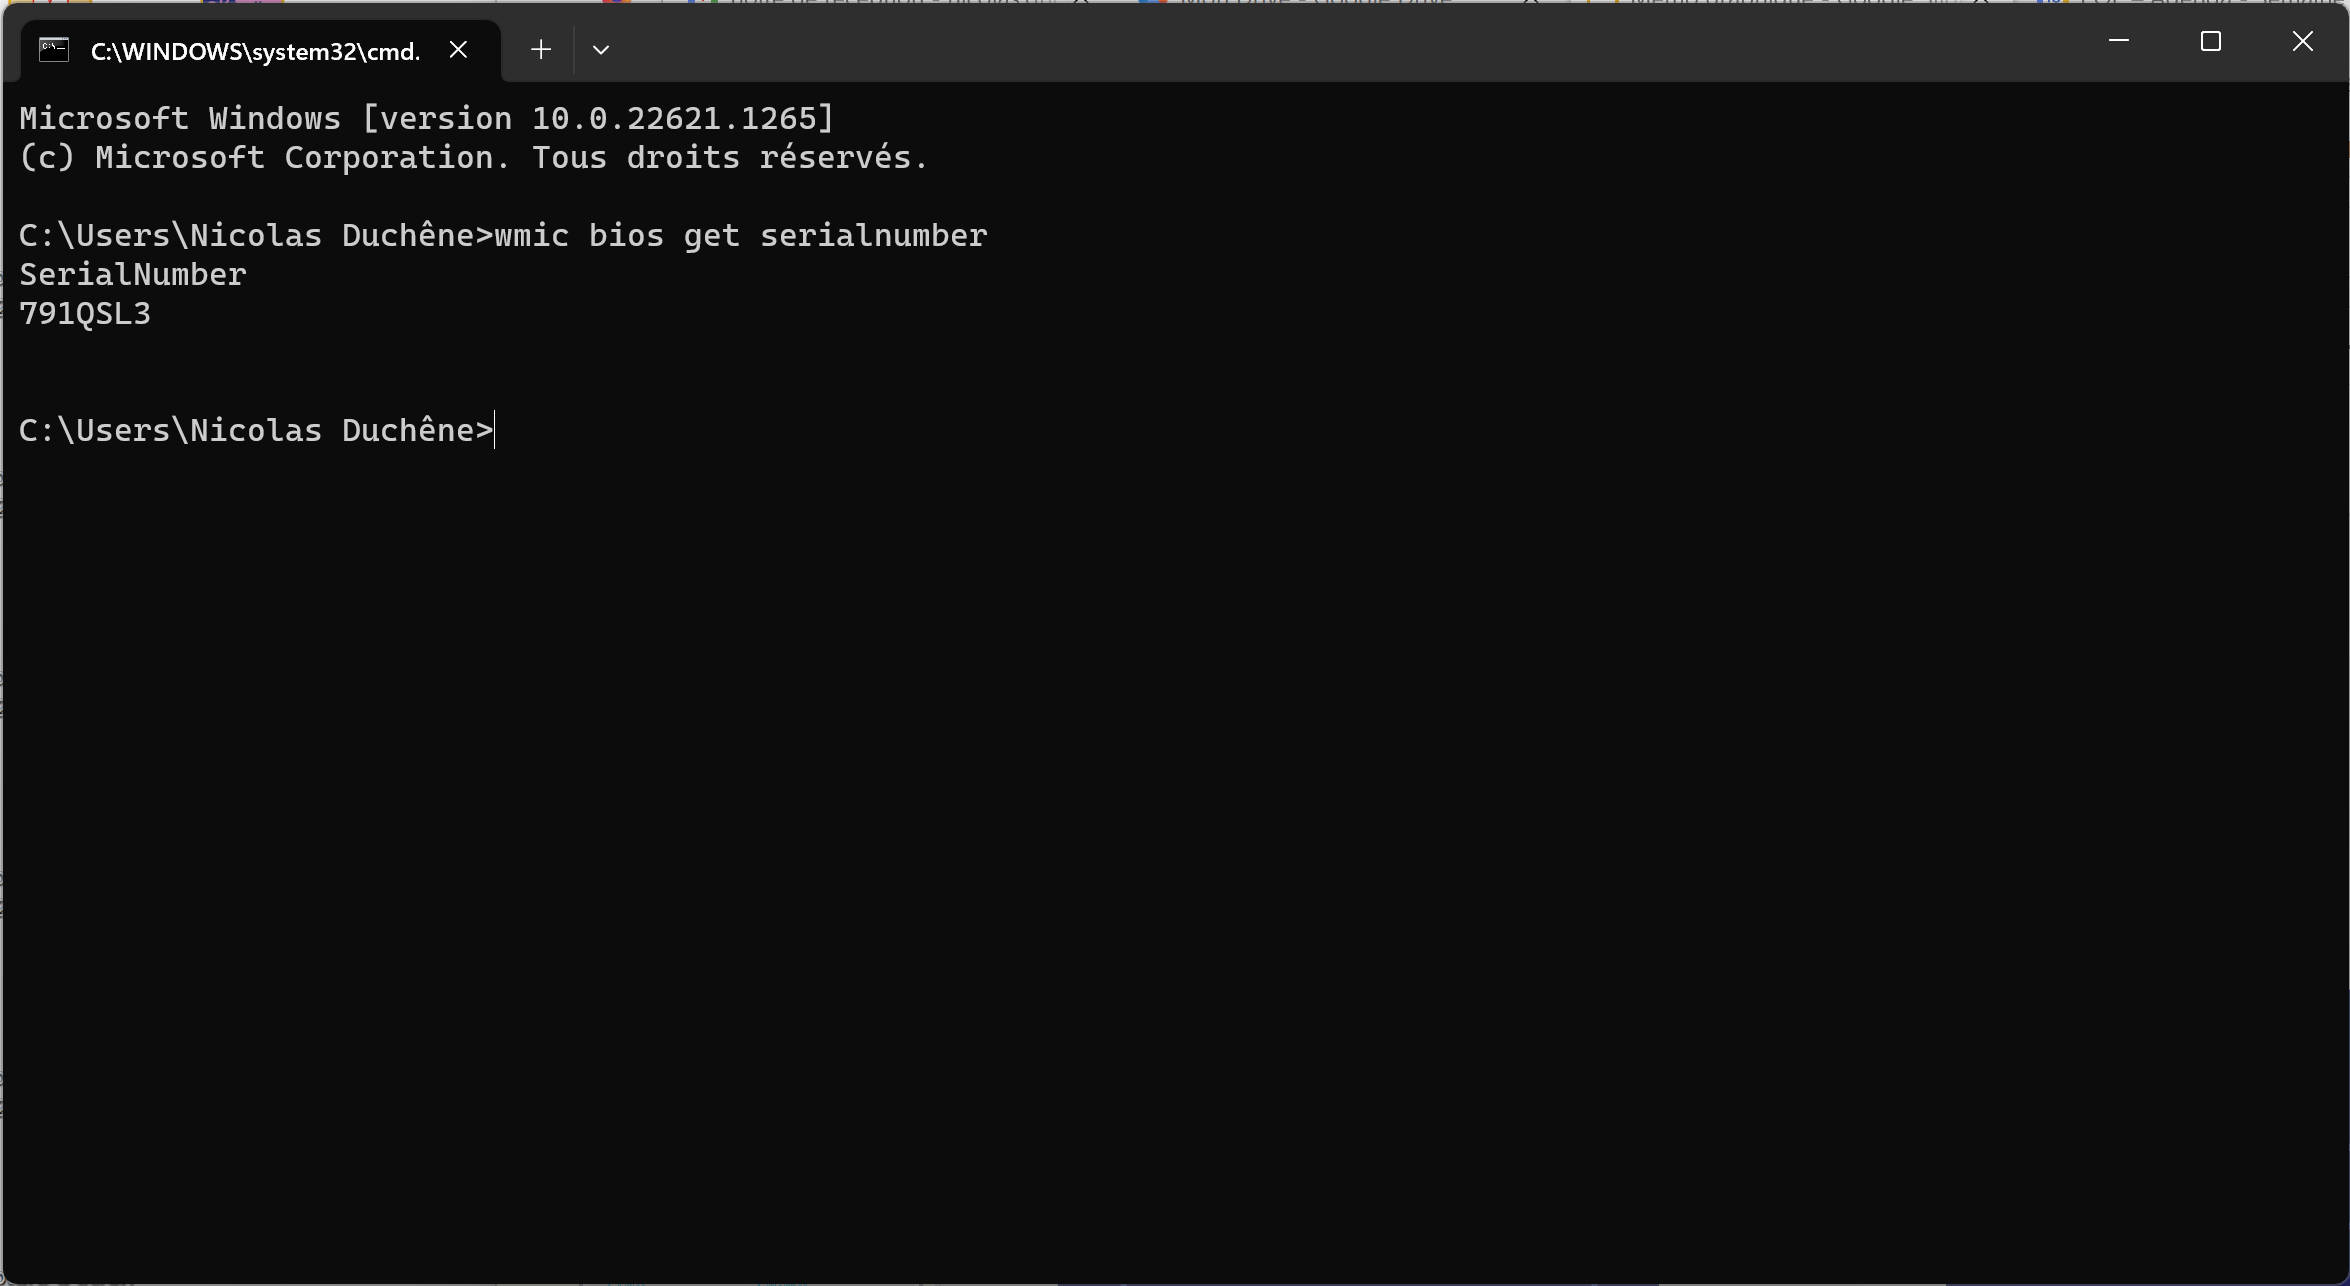 C:\WINDOWS\system32\cmd.
Microsoft Windows [version 10.0.22621.1265]
(c) Microsoft Corporation. Tous droits réservés.
C:\Users\Nicolas Duchêne>wmic bios get serialnumber
SerialNumber
791QSL3
C:\Users\Nicolas Duchêne>